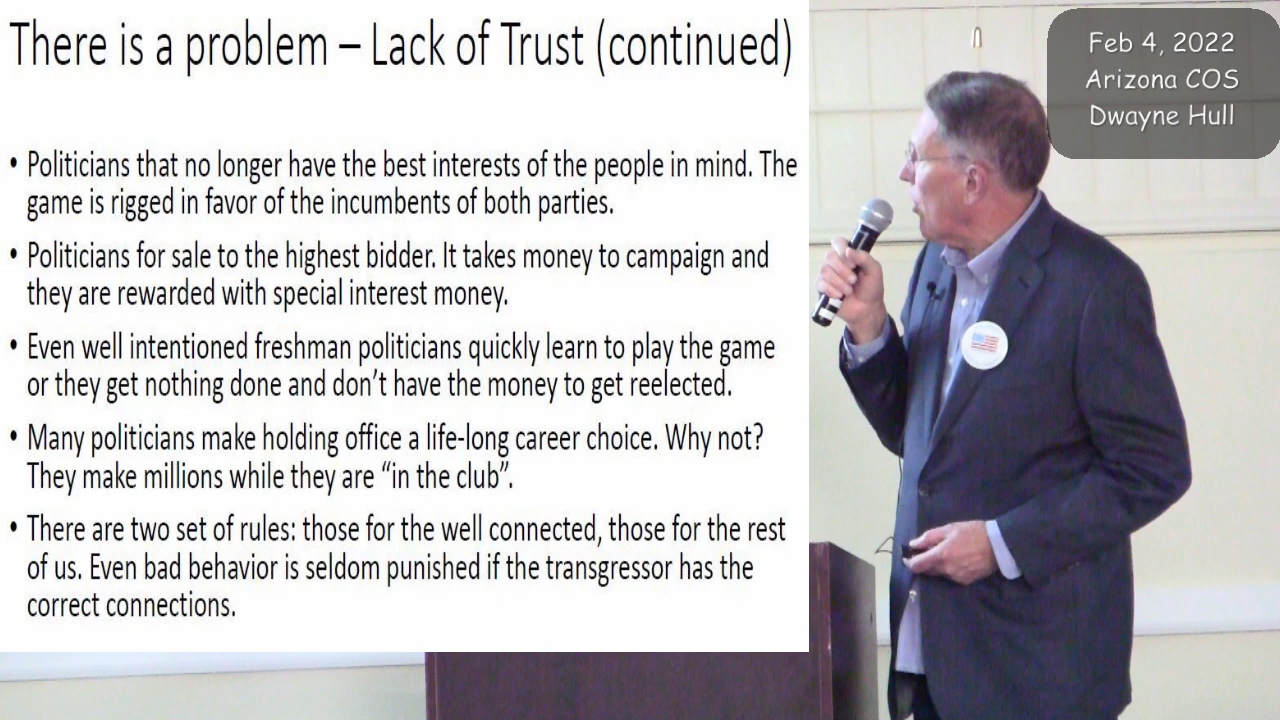 There is a problem – Lack of Trust (continued)
• Politicians that no longer have the best interests of the people in mind. The
game is rigged in favor of the incumbents of both parties.
• Politicians for sale to the highest bidder. It takes money to campaign and
they are rewarded with special interest money.
• Even well intentioned freshman politicians quickly learn to play the game
or they get nothing done and don’t have the money to get reelected.
• Many politicians make holding office a life-long career choice. Why not?
They make millions while they are “in the club”.
• There are two set of rules: those for the well connected, those for the rest
of us. Even bad behavior is seldom punished if the transgressor has the
correct connections.
Feb 4, 2022
Arizona COS
Dwayne Hull